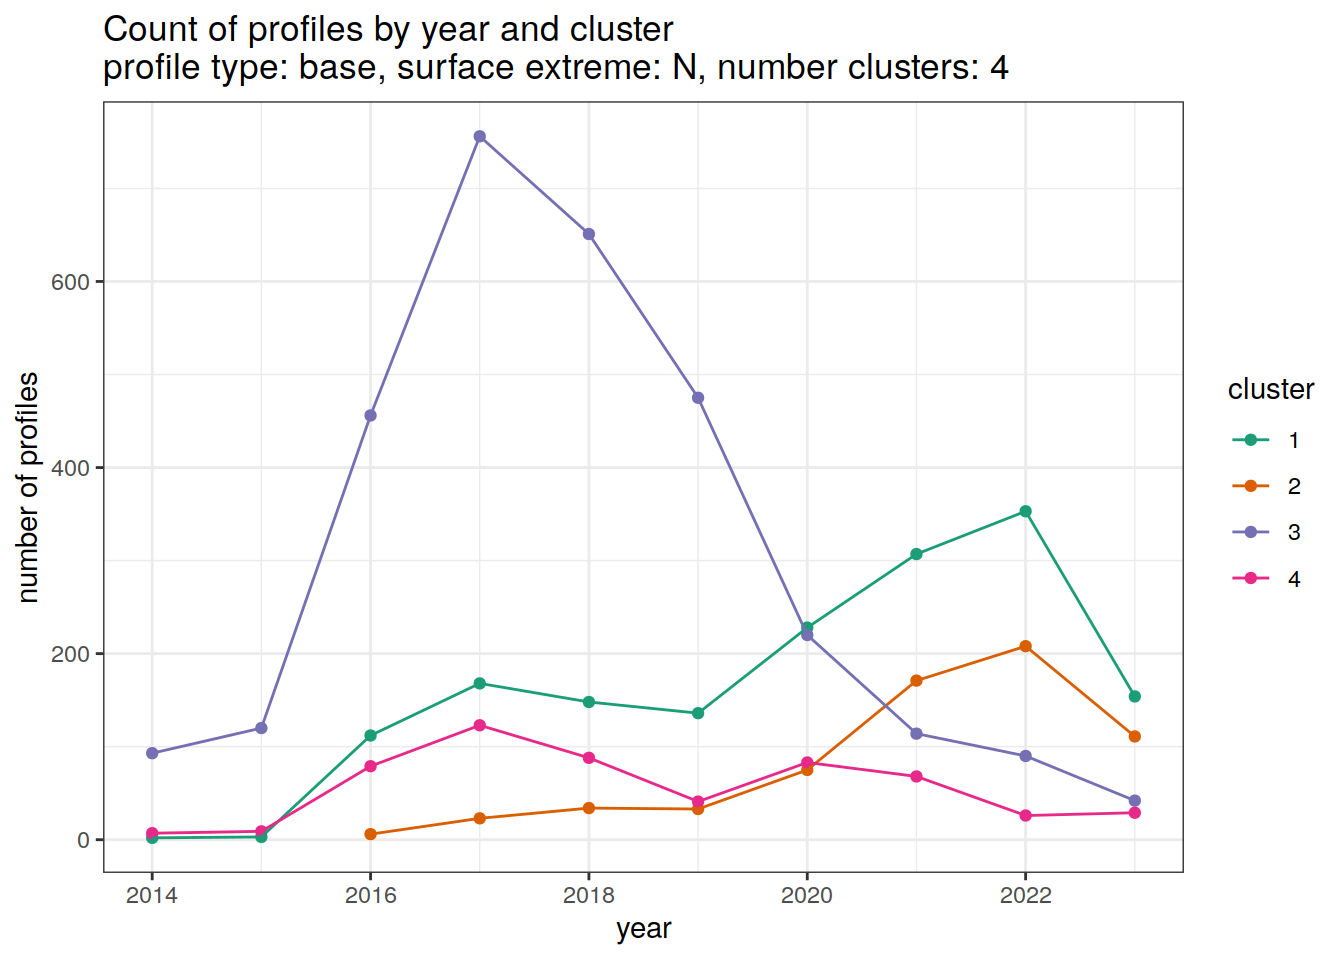 Count of profiles by year and cluster
profile type: base, surface extreme: N, number clusters: 4
number of profiles
600
400
200
0
2014
2016
2018
2020
2022
year
cluster
1
2
3
4